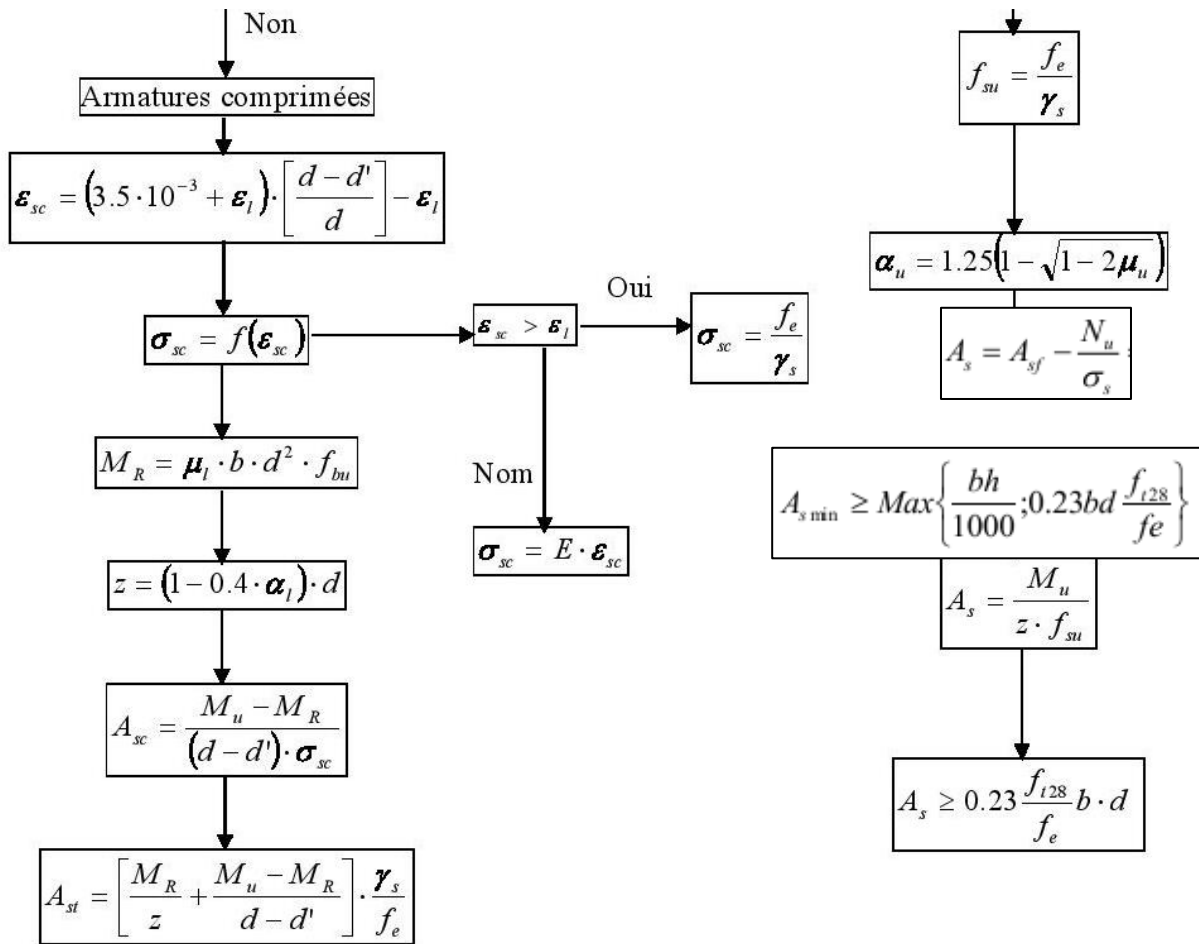 Non
Armatures comprimées
ε_sc = (3.5·10^-3 + ε_l)·[(d-d')/d] - ε_l
σ_sc = f(ε_sc)
ε_sc > ε_l
Oui
σ_sc = f_e/γ_s
Nom
σ_sc = E·ε_sc
M_R = μ_l·b·d^2·f_bu
z = (1-0.4·α_l)·d
A_sc = (M_u - M_R)/((d-d')·σ_sc)
A_st = [M_R/z + (M_u - M_R)/(d-d')]·γ_s/f_e
f_su = f_e/γ_s
α_u = 1.25(1-√(1-2μ_u))
A_s = A_sf - N_u/σ_s
A_s min ≥ Max{bh/1000;0.23bd f_t28/fe}
A_s = M_u/(z·f_su)
A_s ≥ 0.23 f_t28/f_e b·d